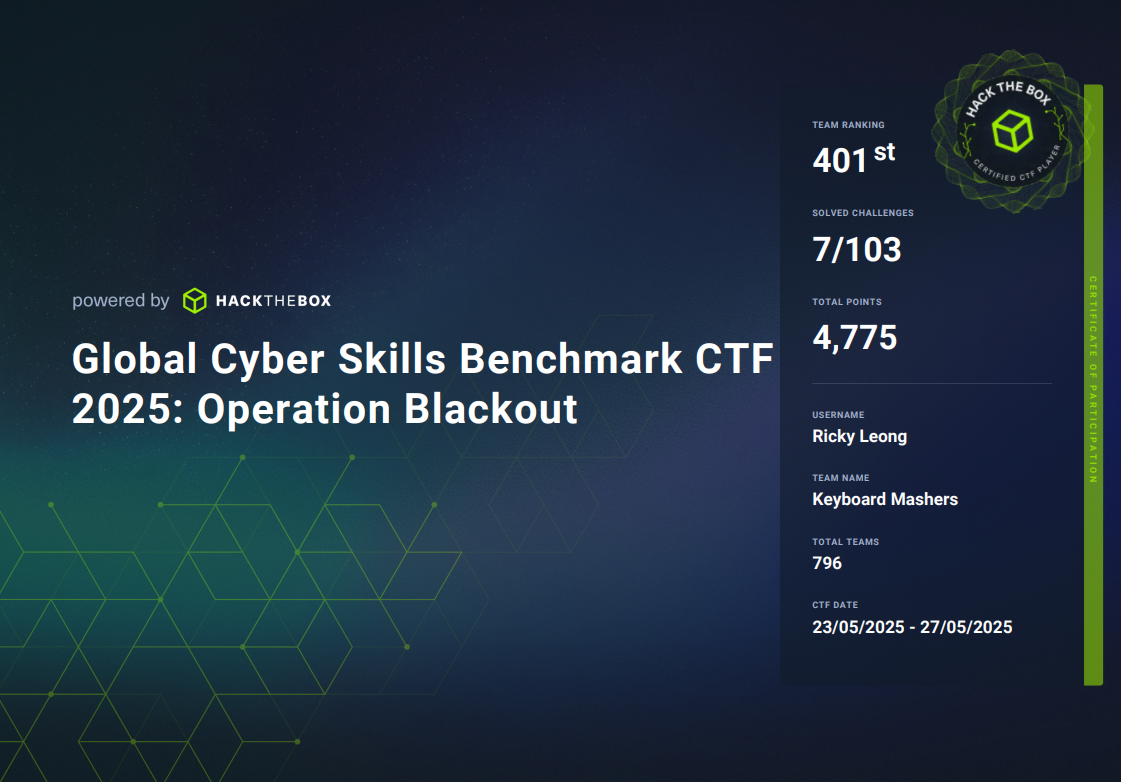 powered by HACKTHEBOX
Global Cyber Skills Benchmark CTF
2025: Operation Blackout
HACK THE BOX
CERTIFIED CTF PLAYER
TEAM RANKING
401 st
SOLVED CHALLENGES
7/103
TOTAL POINTS
4,775
USERNAME
Ricky Leong
TEAM NAME
Keyboard Mashers
TOTAL TEAMS
796
CTF DATE
23/05/2025 - 27/05/2025
CERTIFICATE OF PARTICIPATION